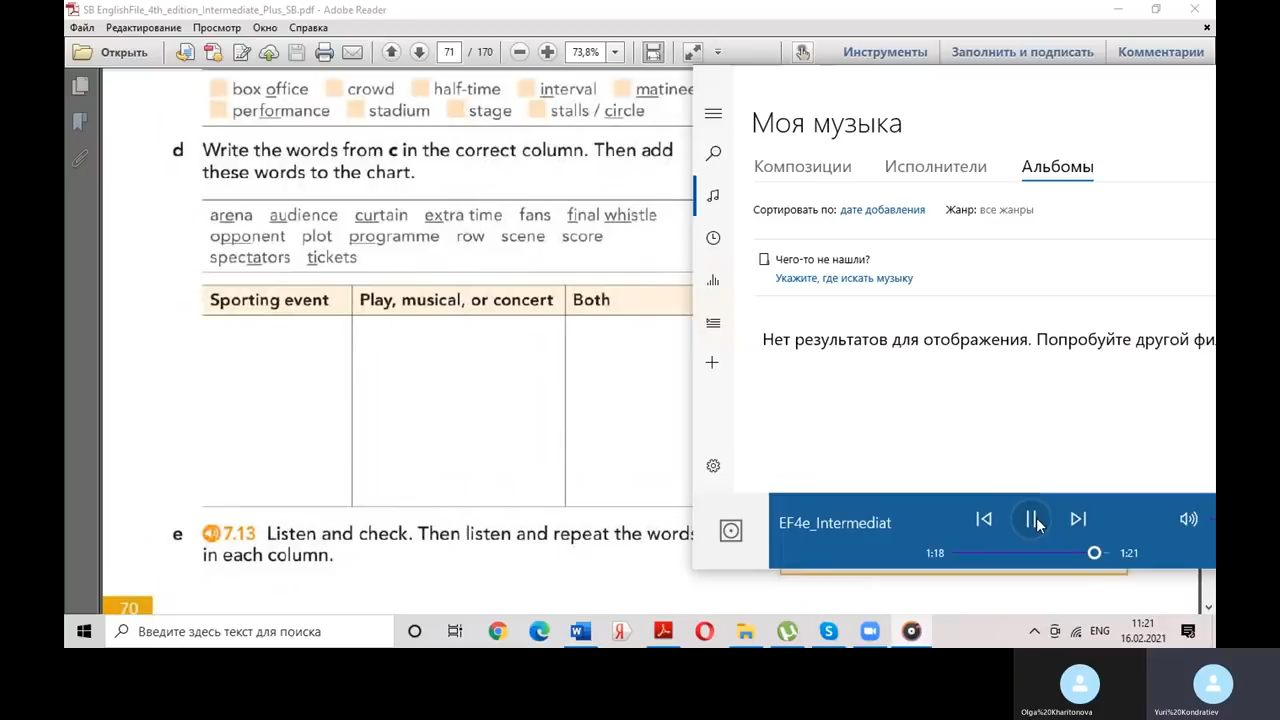 SB EnglishFile_4th_edition_Intermediate_Plus_SB.pdf - Adobe Reader
Файл Редактирование Просмотр Окно Справка
Открыть 71 / 170 73,8% Инструменты Заполнить и подписать Комментарии
box office crowd half-time interval matinee
performance stadium stage stalls / circle
d Write the words from c in the correct column. Then add
these words to the chart.
arena audience curtain extra time fans final whistle
opponent plot programme row scene score
spectators tickets
Sporting event Play, musical, or concert Both
e 7.13 Listen and check. Then listen and repeat the words
in each column.
70
Моя музыка
Композиции Исполнители Альбомы
Сортировать по: дате добавления Жанр: все жанры
Чего-то не нашли?
Укажите, где искать музыку
Нет результатов для отображения. Попробуйте другой фи
EF4e_Intermediat
1:18 1:21
Введите здесь текст для поиска
ENG
11:21
16.02.2021
Olga%20Kharitonova Yuri%20Kondratiev